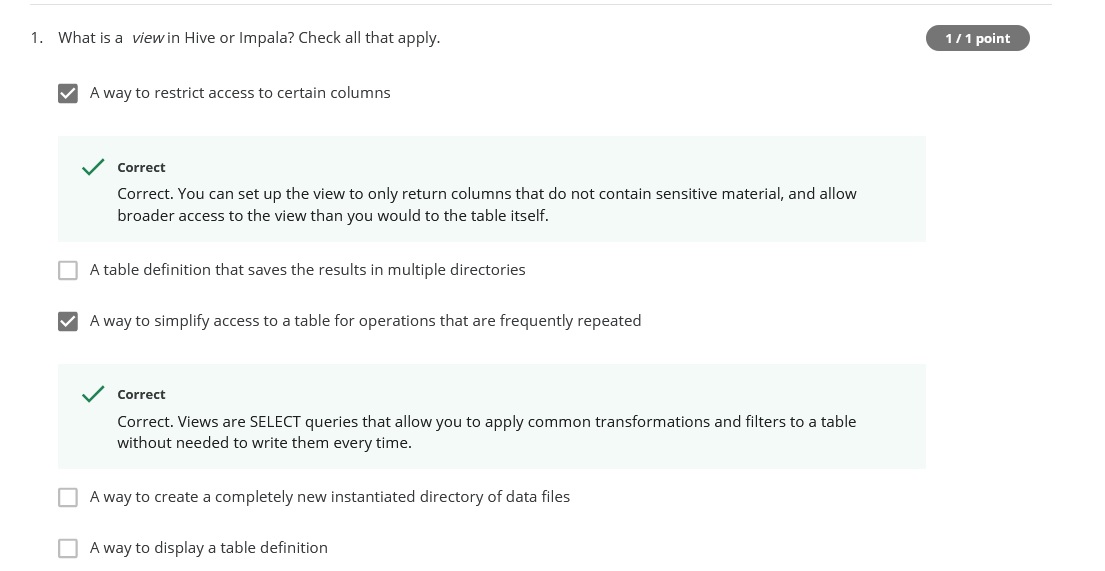 1. What is a view in Hive or Impala? Check all that apply.
1 / 1 point
A way to restrict access to certain columns
Correct
Correct. You can set up the view to only return columns that do not contain sensitive material, and allow
broader access to the view than you would to the table itself.
A table definition that saves the results in multiple directories
A way to simplify access to a table for operations that are frequently repeated
Correct
Correct. Views are SELECT queries that allow you to apply common transformations and filters to a table
without needed to write them every time.
A way to create a completely new instantiated directory of data files
A way to display a table definition